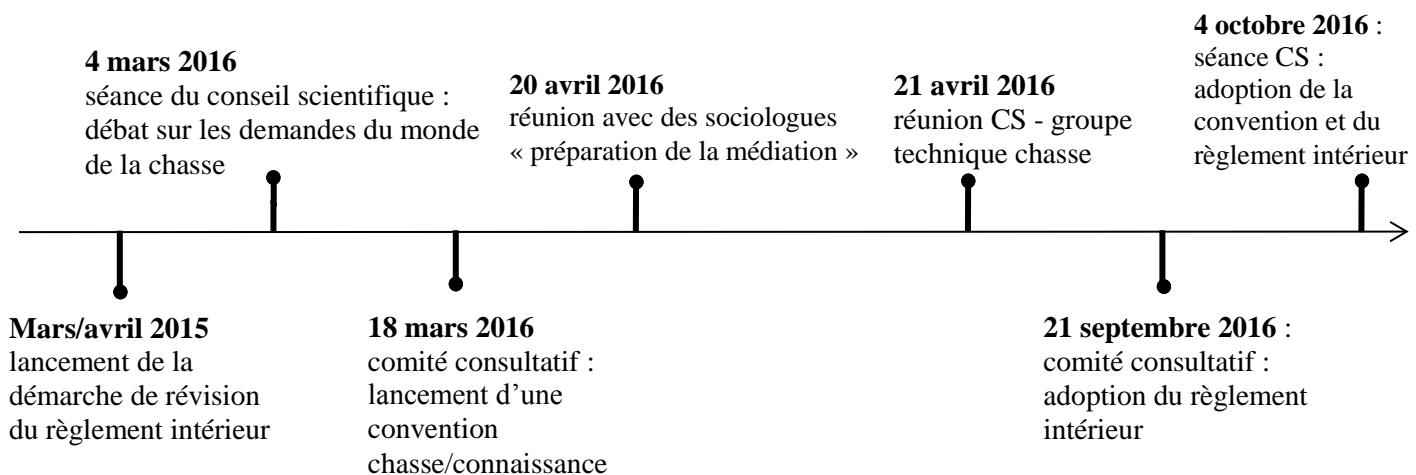 4 mars 2016
séance du conseil scientifique :
débat sur les demandes du monde
de la chasse
20 avril 2016
réunion avec des sociologues
« préparation de la médiation »
21 avril 2016
réunion CS - groupe
technique chasse
4 octobre 2016 :
séance CS :
adoption de la
convention et du
règlement intérieur
Mars/avril 2015
lancement de la
démarche de révision
du règlement intérieur
18 mars 2016
comité consultatif :
lancement d’une
convention
chasse/connaissance
21 septembre 2016 :
comité consultatif :
adoption du règlement
intérieur